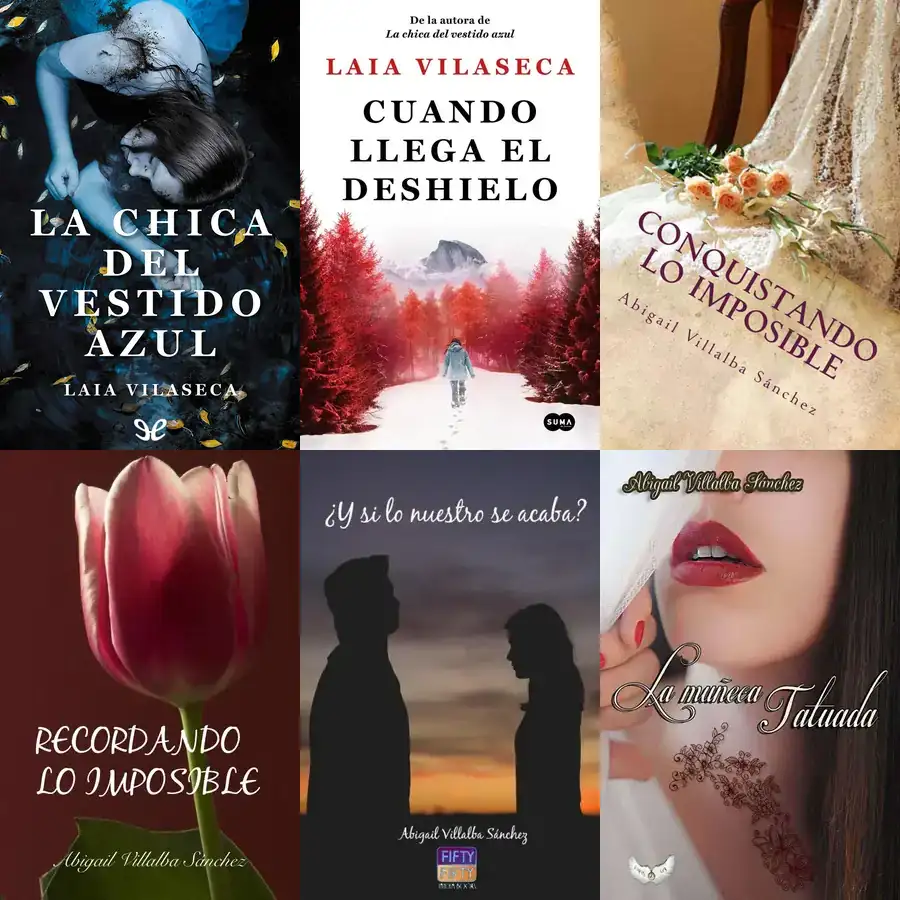 LA CHICA
DEL
VESTIDO
AZUL
LAIA VILASECA
De la autora de
La chica del vestido azul
LAIA VILASECA
CUANDO
LLEGA EL
DESHIELO
SUMA
CONQUISTANDO
LO IMPOSIBLE
Abigail Villalba Sánchez
RECORDANDO
LO IMPOSIBLE
Abigail Villalba Sánchez
¿Y si lo nuestro se acaba?
Abigail Villalba Sánchez
FIFTY
FIFTY
Abigail Villalba Sánchez
La muñeca
Tatuada